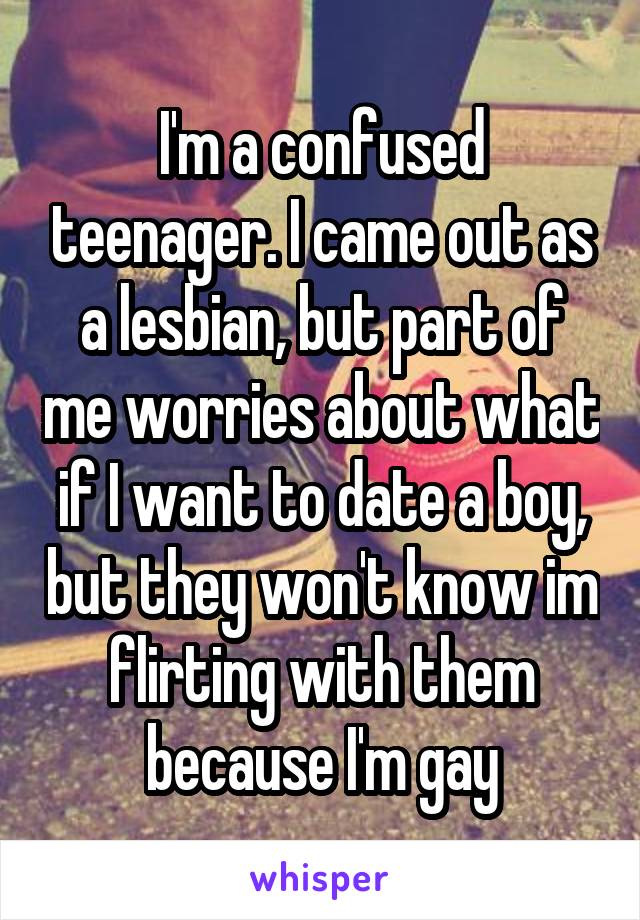 I'm a confused
teenager. I came out as
a lesbian, but part of
me worries about what
if I want to date a boy,
but they won't know im
flirting with them
because I'm gay
whisper